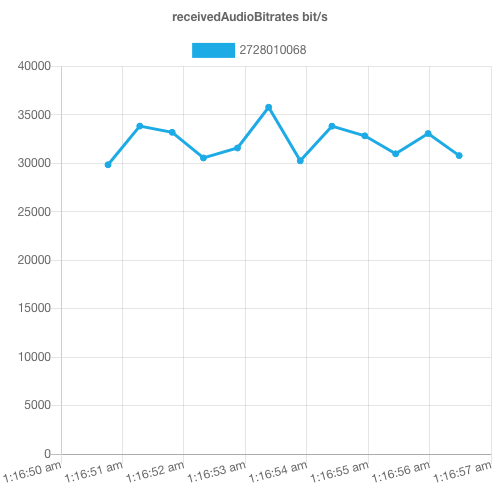 receivedAudioBitrates bit/s
2728010068
40000
35000
30000
25000
20000
15000
10000
5000
0
1:16:50 am
1:16:51 am
1:16:52 am
1:16:53 am
1:16:54 am
1:16:55 am
1:16:56 am
1:16:57 am